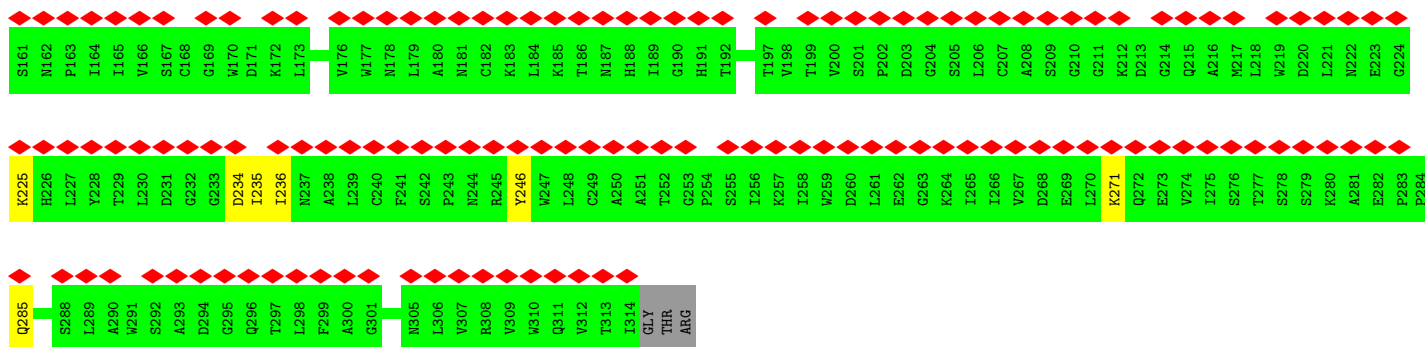 S161 N162 P163 I164 I165 V166 S167 C168 G169 W170 D171 K172 L173 V176 W177 N178 L179 A180 N181 C182 K183 L184 K185 T186 N187 H188 I189 G190 H191 T192 T197 V198 T199 V200 S201 P202 D203 G204 S205 L206 C207 A208 S209 G210 G211 K212 D213 G214 Q215 A216 M217 L218 W219 D220 L221 N222 E223 G224
K225 H226 L227 Y228 T229 L230 D231 G232 G233 D234 I235 I236 N237 A238 L239 C240 F241 S242 P243 N244 R245 Y246 W247 L248 C249 A250 A251 T252 G253 P254 S255 I256 K257 I258 W259 D260 L261 E262 G263 K264 I265 I266 V267 D268 E269 L270 K271 Q272 E273 V274 I275 S276 T277 S278 S279 K280 A281 E282 P283 P284
Q285 S288 L289 A290 W291 S292 A293 D294 G295 Q296 T297 L298 F299 A300 G301 N305 L306 V307 R308 V309 W310 Q311 V312 T313 I314 GLY THR ARG